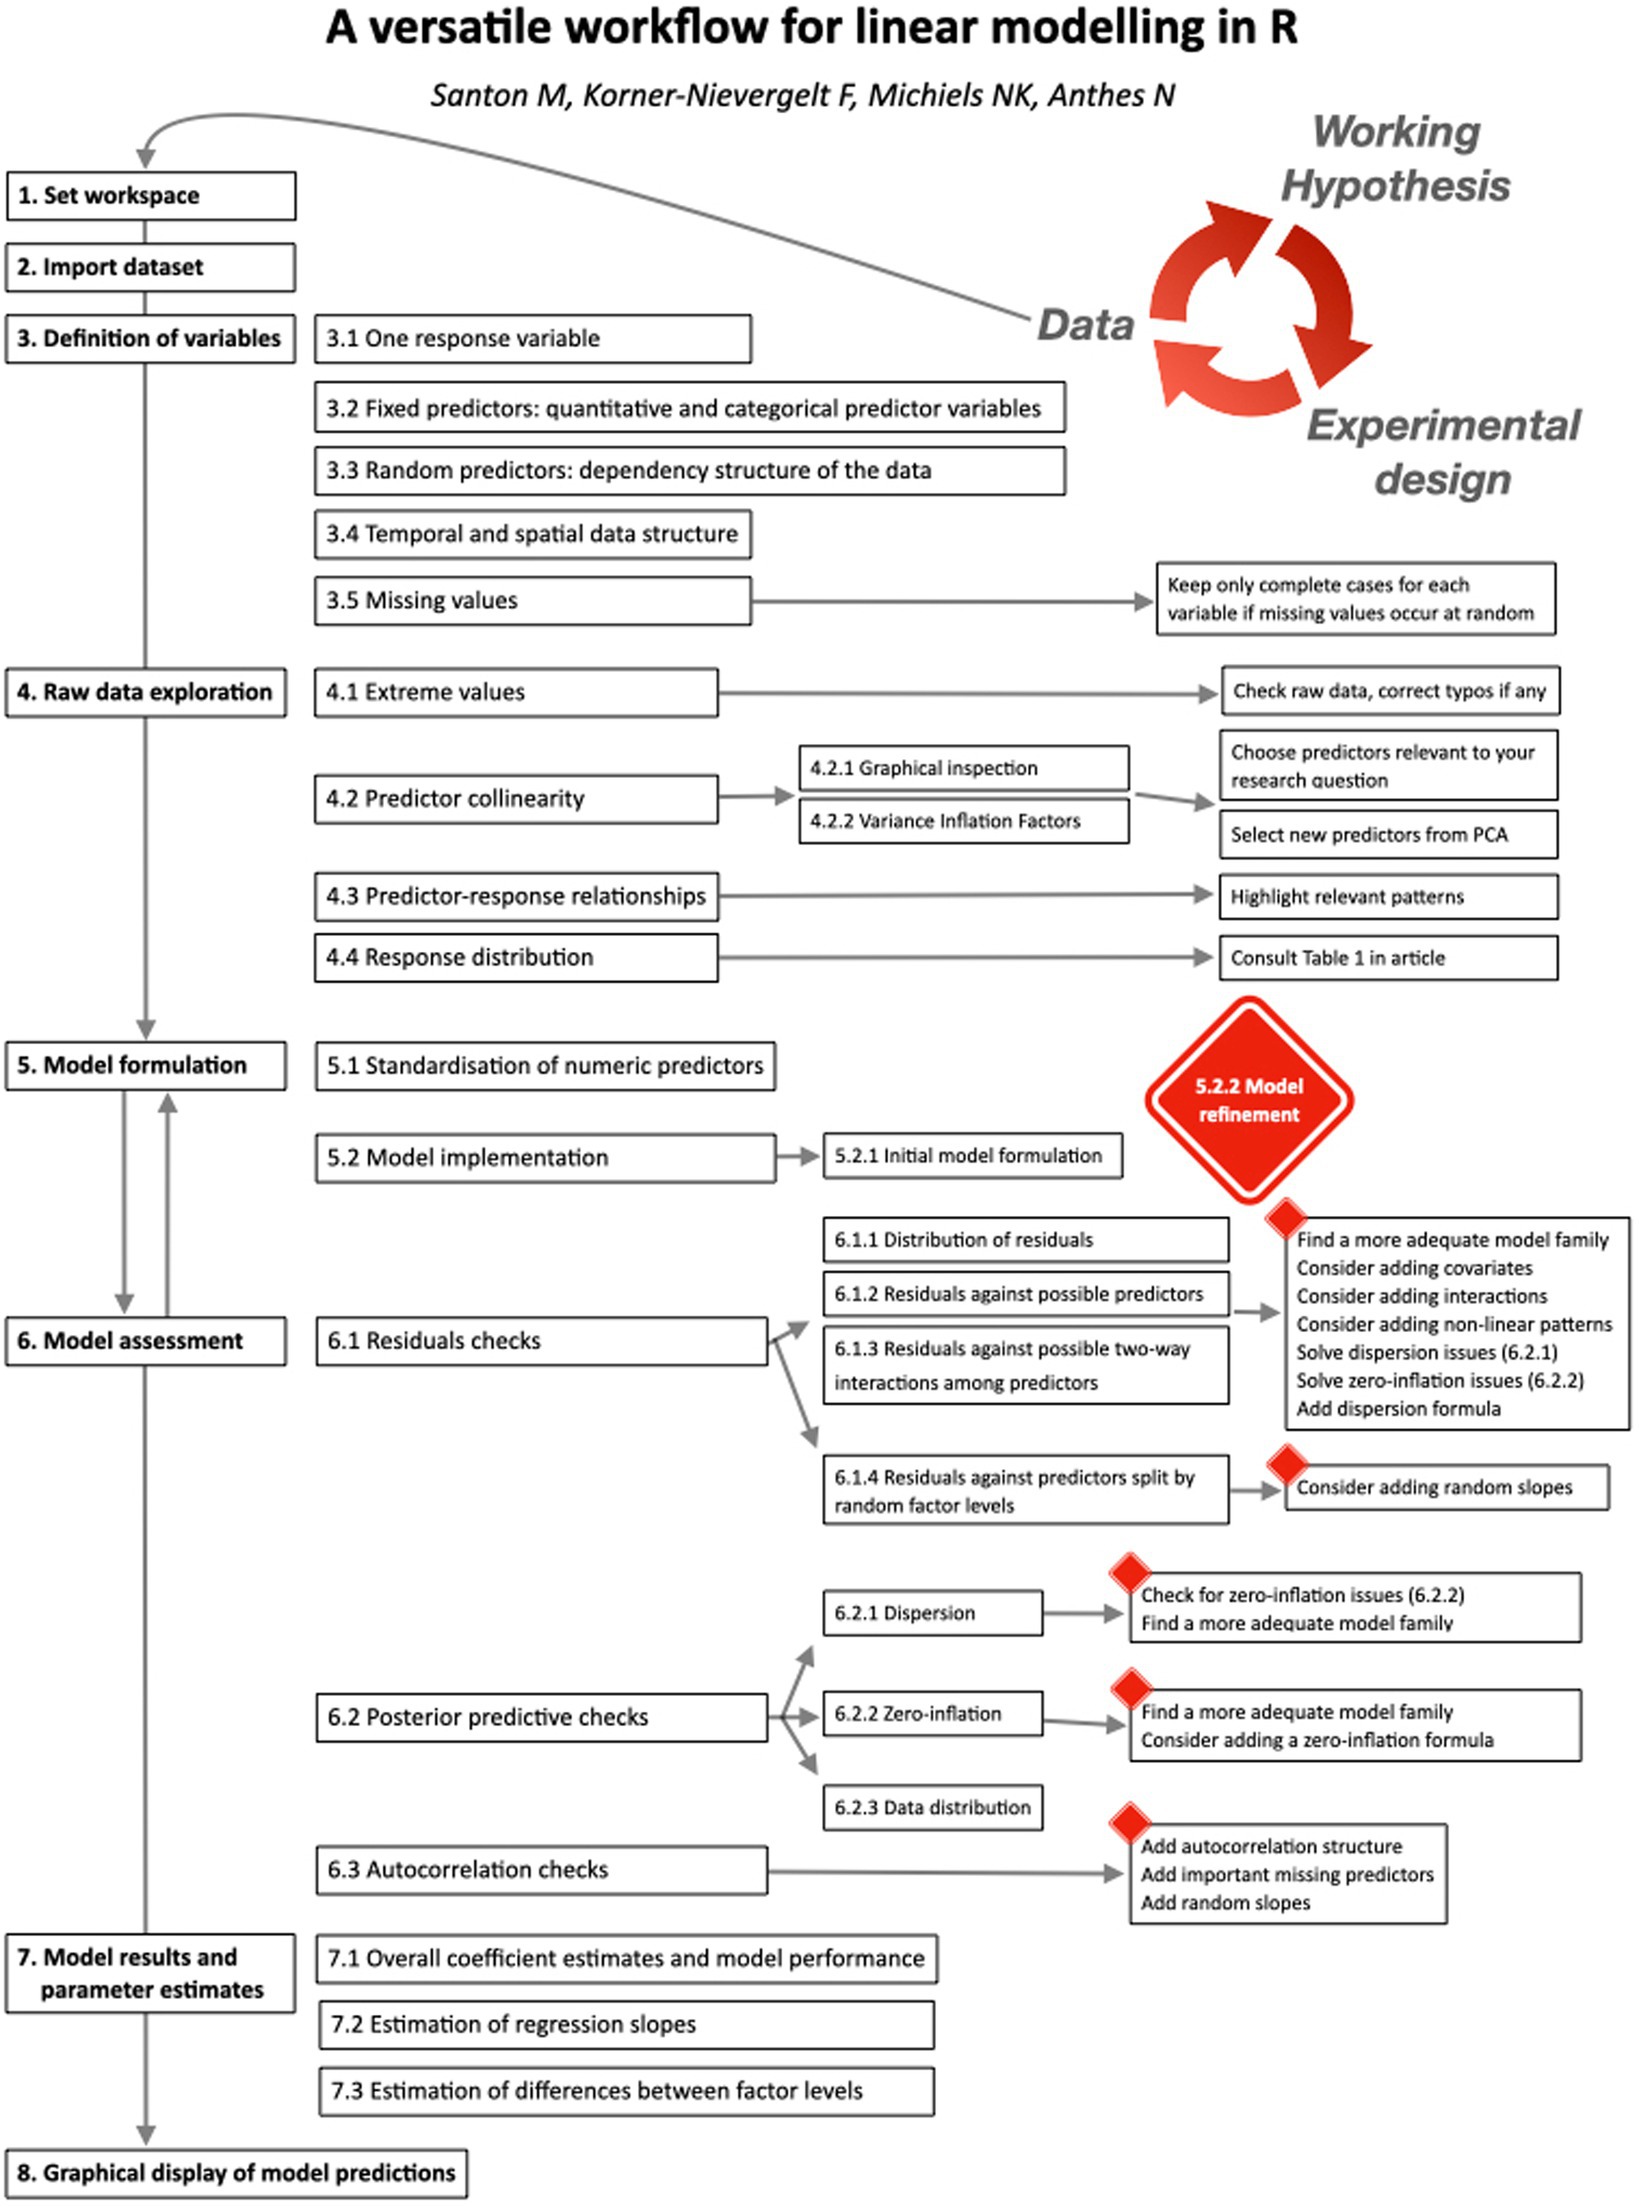 A versatile workflow for linear modelling in R
Santon M, Korner-Nievergelt F, Michiels NK, Anthes N
Working
Hypothesis
Data
Experimental
design
1. Set workspace
2. Import dataset
3. Definition of variables
3.1 One response variable
3.2 Fixed predictors: quantitative and categorical predictor variables
3.3 Random predictors: dependency structure of the data
3.4 Temporal and spatial data structure
3.5 Missing values
Keep only complete cases for each
variable if missing values occur at random
4. Raw data exploration
4.1 Extreme values
Check raw data, correct typos if any
4.2 Predictor collinearity
4.2.1 Graphical inspection
4.2.2 Variance Inflation Factors
Choose predictors relevant to your
research question
Select new predictors from PCA
4.3 Predictor-response relationships
Highlight relevant patterns
4.4 Response distribution
Consult Table 1 in article
5. Model formulation
5.1 Standardisation of numeric predictors
5.2.2 Model
refinement
5.2 Model implementation
5.2.1 Initial model formulation
6. Model assessment
6.1 Residuals checks
6.1.1 Distribution of residuals
6.1.2 Residuals against possible predictors
6.1.3 Residuals against possible two-way
interactions among predictors
Find a more adequate model family
Consider adding covariates
Consider adding interactions
Consider adding non-linear patterns
Solve dispersion issues (6.2.1)
Solve zero-inflation issues (6.2.2)
Add dispersion formula
6.1.4 Residuals against predictors split by
random factor levels
Consider adding random slopes
6.2 Posterior predictive checks
6.2.1 Dispersion
Check for zero-inflation issues (6.2.2)
Find a more adequate model family
6.2.2 Zero-inflation
Find a more adequate model family
Consider adding a zero-inflation formula
6.2.3 Data distribution
6.3 Autocorrelation checks
Add autocorrelation structure
Add important missing predictors
Add random slopes
7. Model results and
parameter estimates
7.1 Overall coefficient estimates and model performance
7.2 Estimation of regression slopes
7.3 Estimation of differences between factor levels
8. Graphical display of model predictions